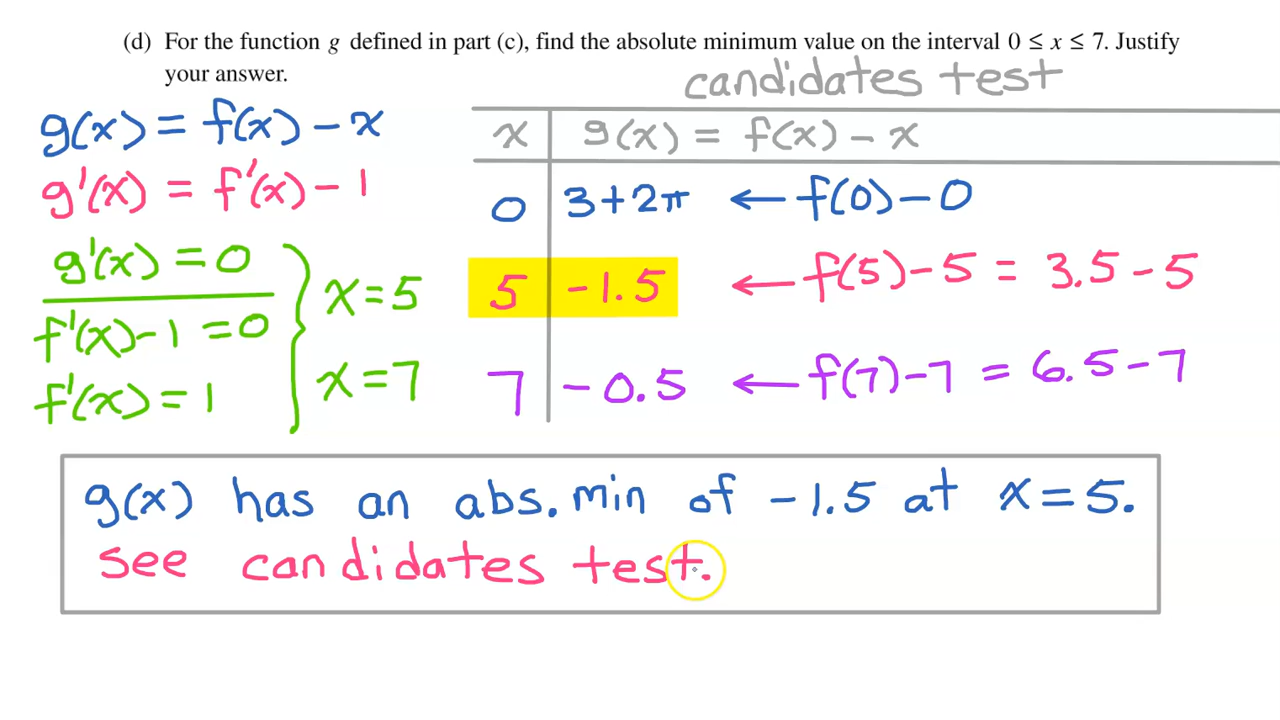 (d) For the function g defined in part (c), find the absolute minimum value on the interval 0 ≤ x ≤ 7. Justify
your answer.
candidates test
g(x) = f(x) - x
g'(x) = f'(x) - 1
g'(x) = 0
f'(x) - 1 = 0
f'(x) = 1
x = 5
x = 7
x g(x) = f(x) - x
0 3 + 2π ← f(0) - 0
5 -1.5 ← f(5) - 5 = 3.5 - 5
7 -0.5 ← f(7) - 7 = 6.5 - 7
g(x) has an abs. min of -1.5 at x = 5.
see candidates test.